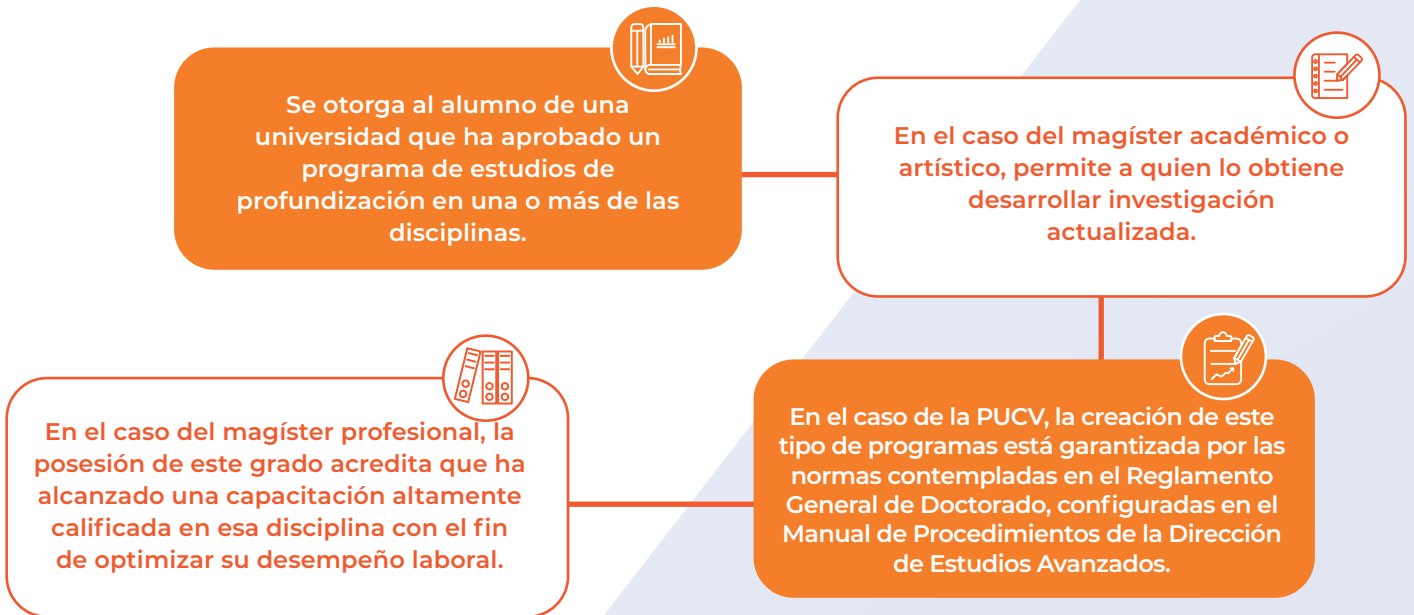 Se otorga al alumno de una
universidad que ha aprobado un
programa de estudios de
profundización en una o más de las
disciplinas.
En el caso del magíster académico o
artístico, permite a quien lo obtiene
desarrollar investigación
actualizada.
En el caso de la PUCV, la creación de este
tipo de programas está garantizada por las
normas contempladas en el Reglamento
General de Doctorado, configuradas en el
Manual de Procedimientos de la Dirección
de Estudios Avanzados.
En el caso del magíster profesional, la
posesión de este grado acredita que ha
alcanzado una capacitación altamente
calificada en esa disciplina con el fin
de optimizar su desempeño laboral.